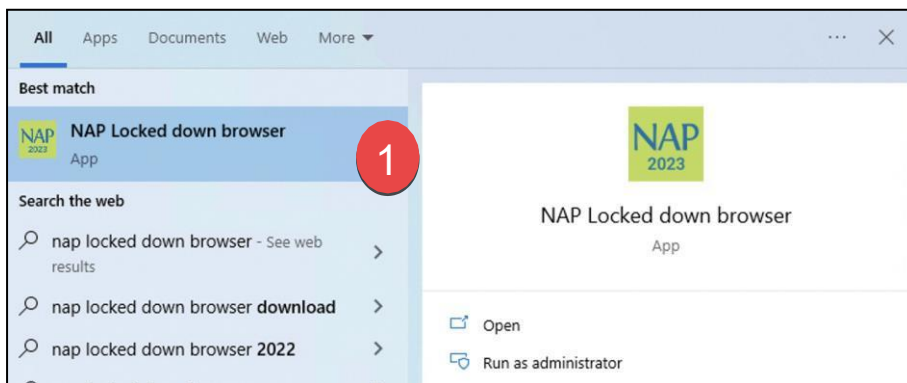 All Apps Documents Web More
Best match
NAP
2023
NAP Locked down browser
App
1
Search the web
nap locked down browser - See web
results
nap locked down browser download
nap locked down browser 2022
NAP
2023
NAP Locked down browser
App
Open
Run as administrator